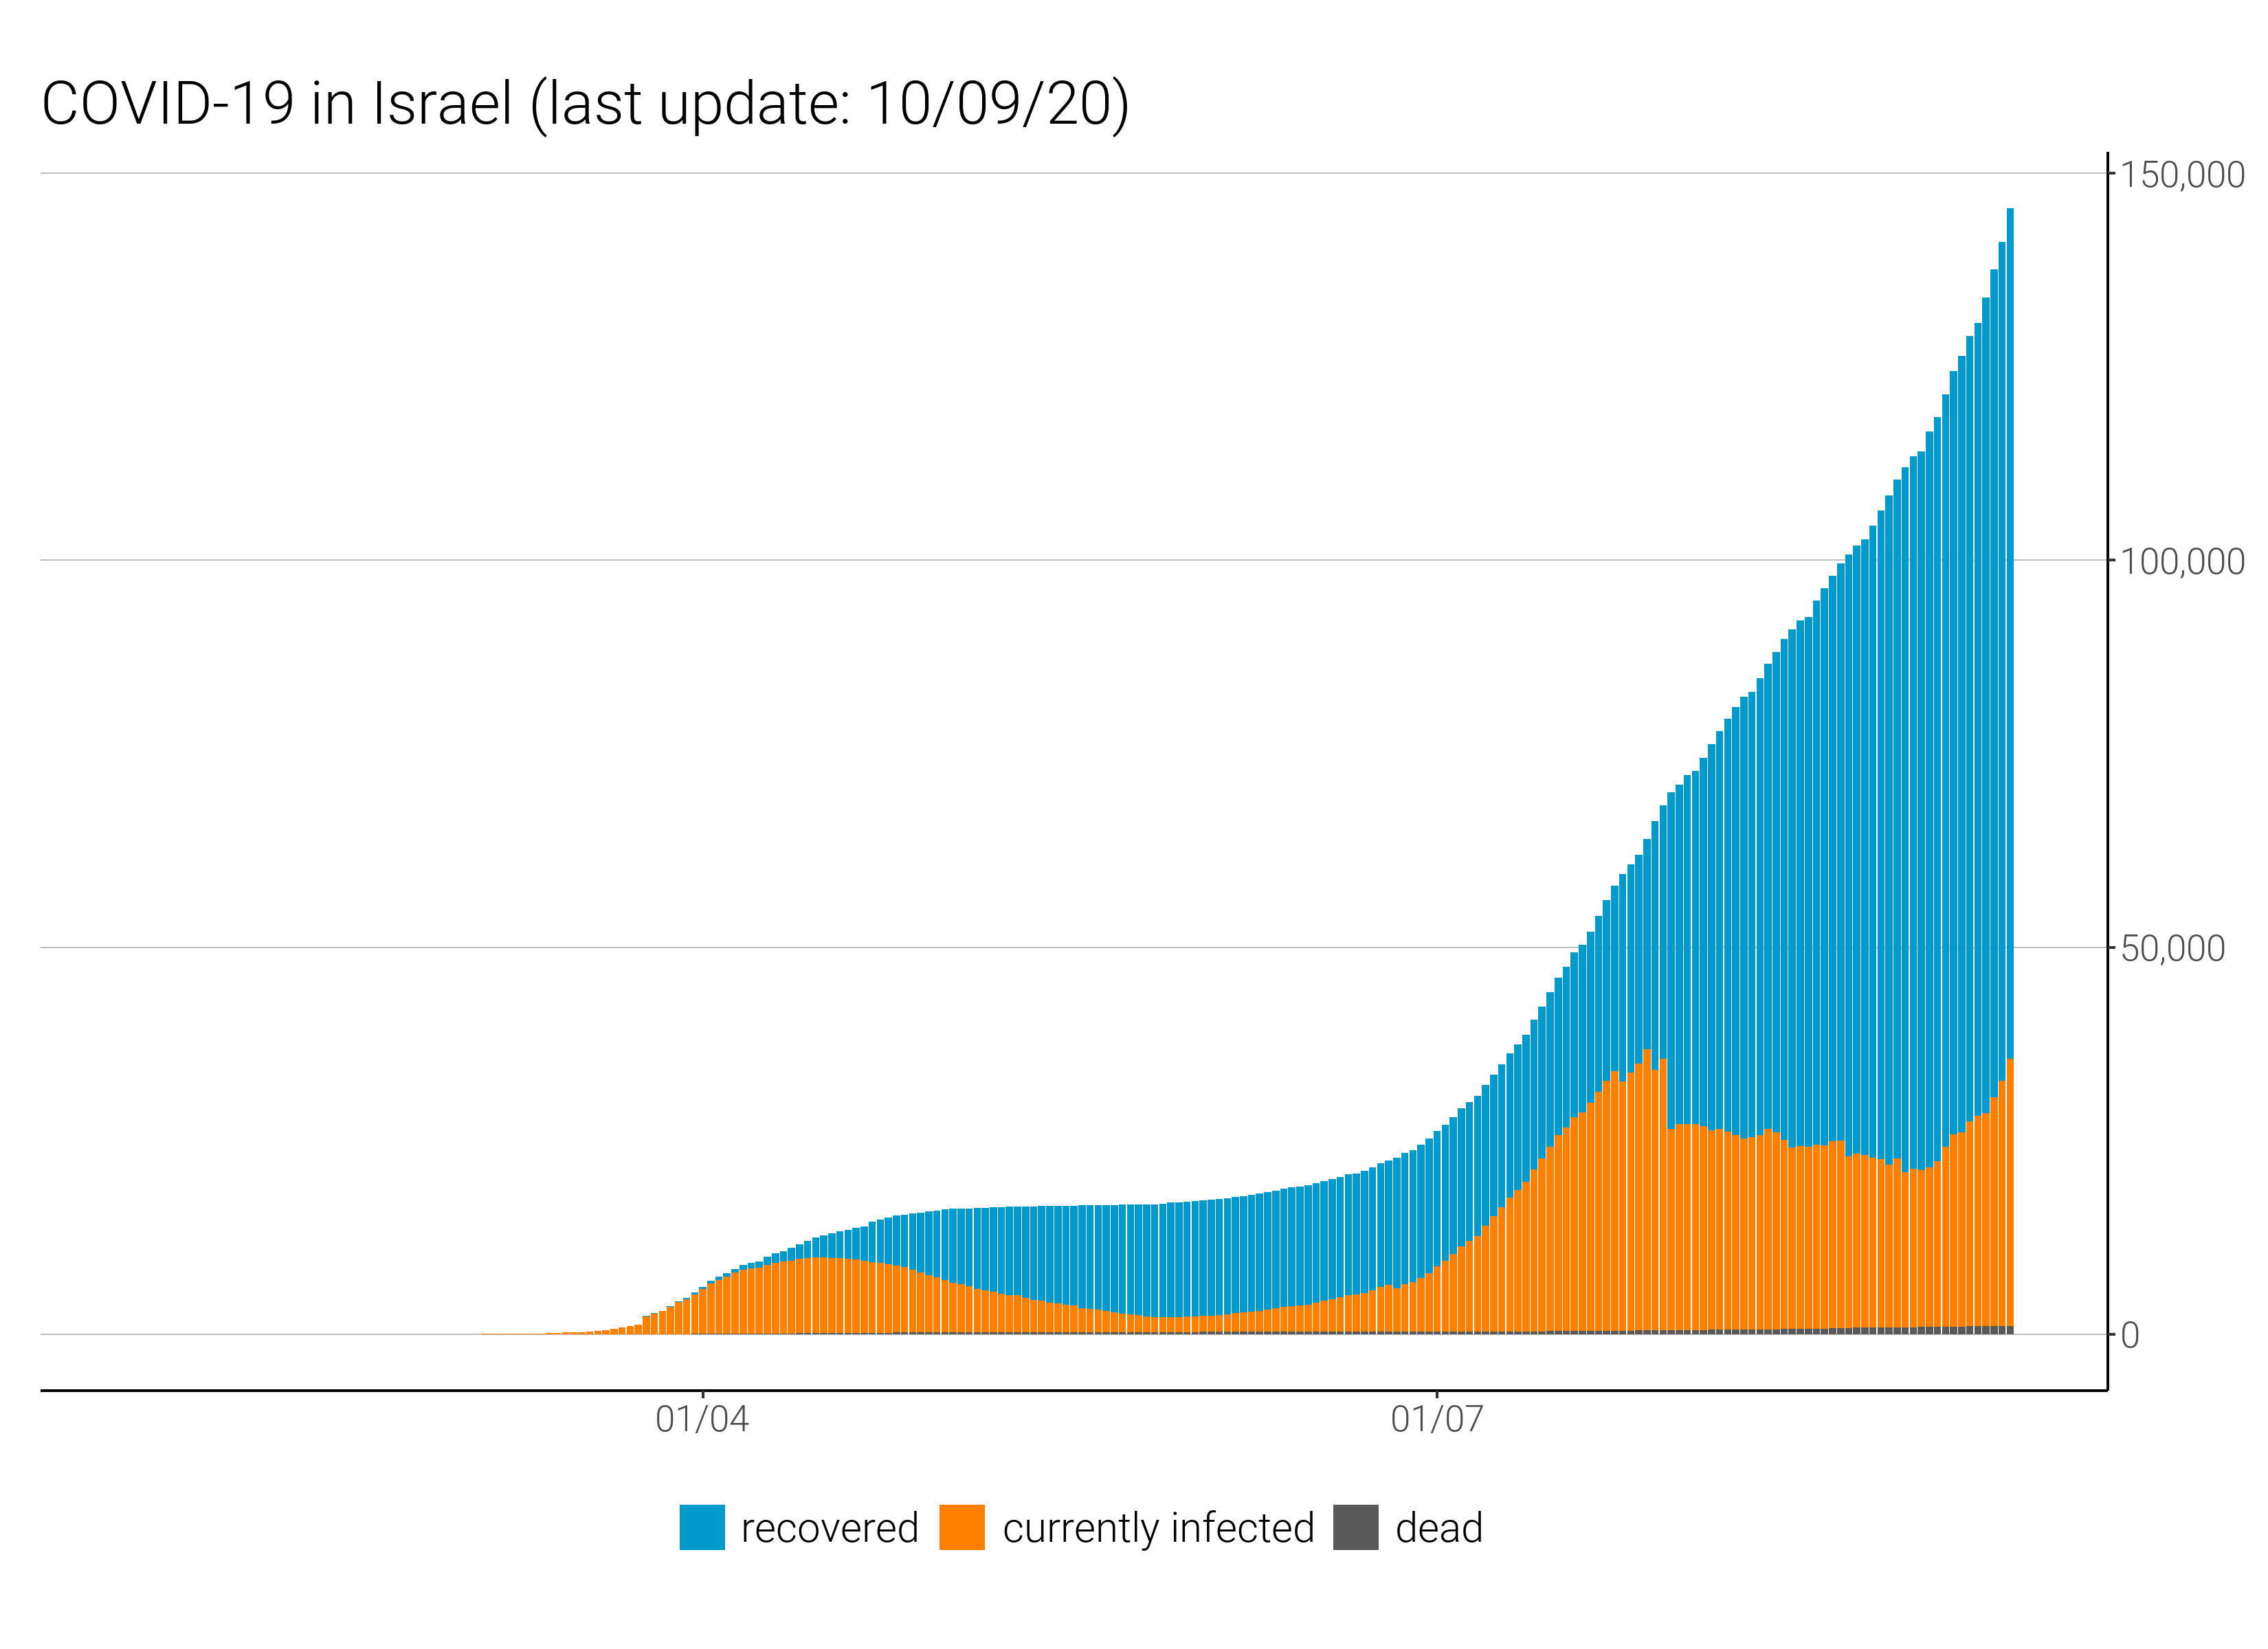 COVID-19 in Israel (last update: 10/09/20)
150,000
100,000
50,000
0
01/04 01/07
recovered currently infected dead